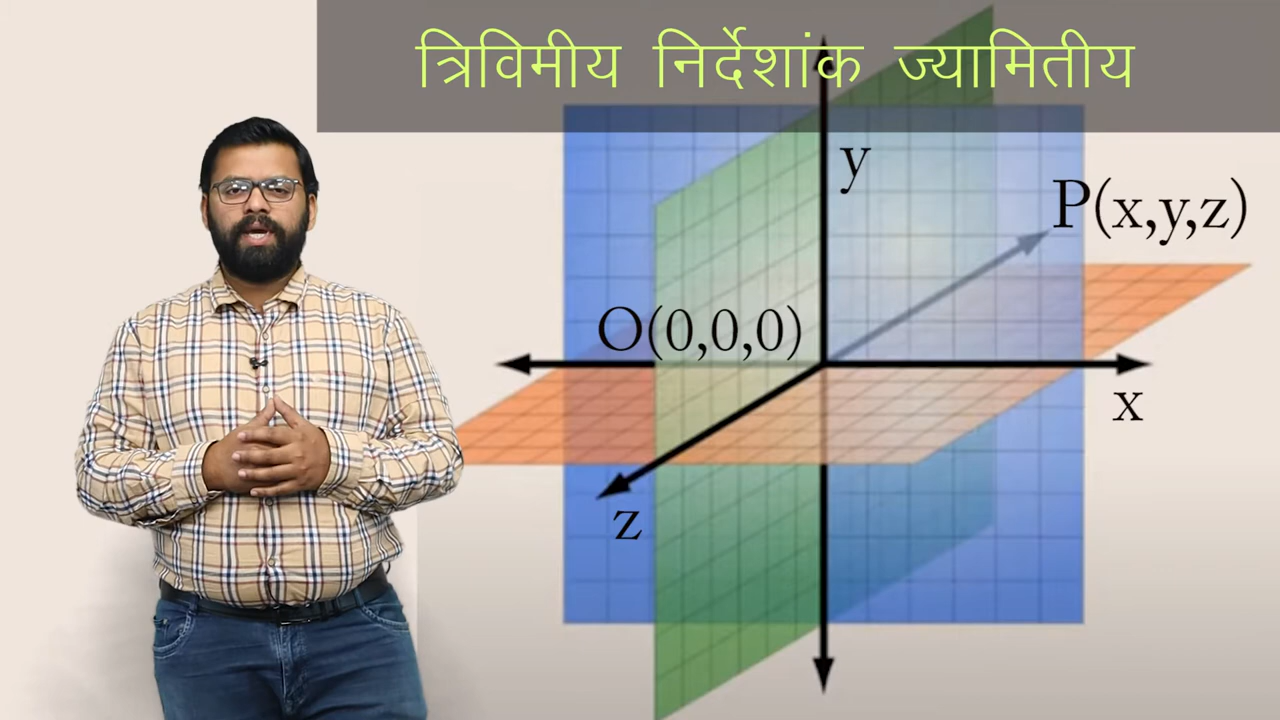 त्रिविमीय निर्देशांक ज्यामितीय
y
P(x,y,z)
O(0,0,0)
x
z